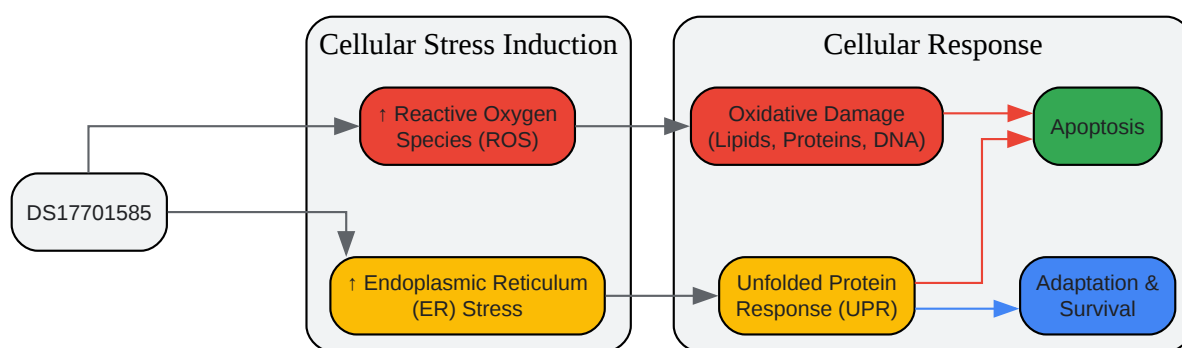 Cellular Stress Induction
Cellular Response
↑ Reactive Oxygen
Species (ROS)
Oxidative Damage
(Lipids, Proteins, DNA)
Apoptosis
DS17701585
↑ Endoplasmic Reticulum
(ER) Stress
Unfolded Protein
Response (UPR)
Adaptation &
Survival